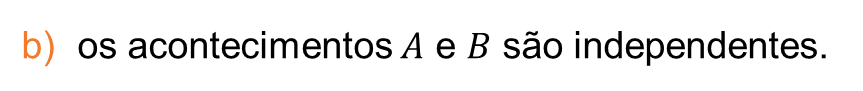 b) os acontecimentos A e B são independentes.